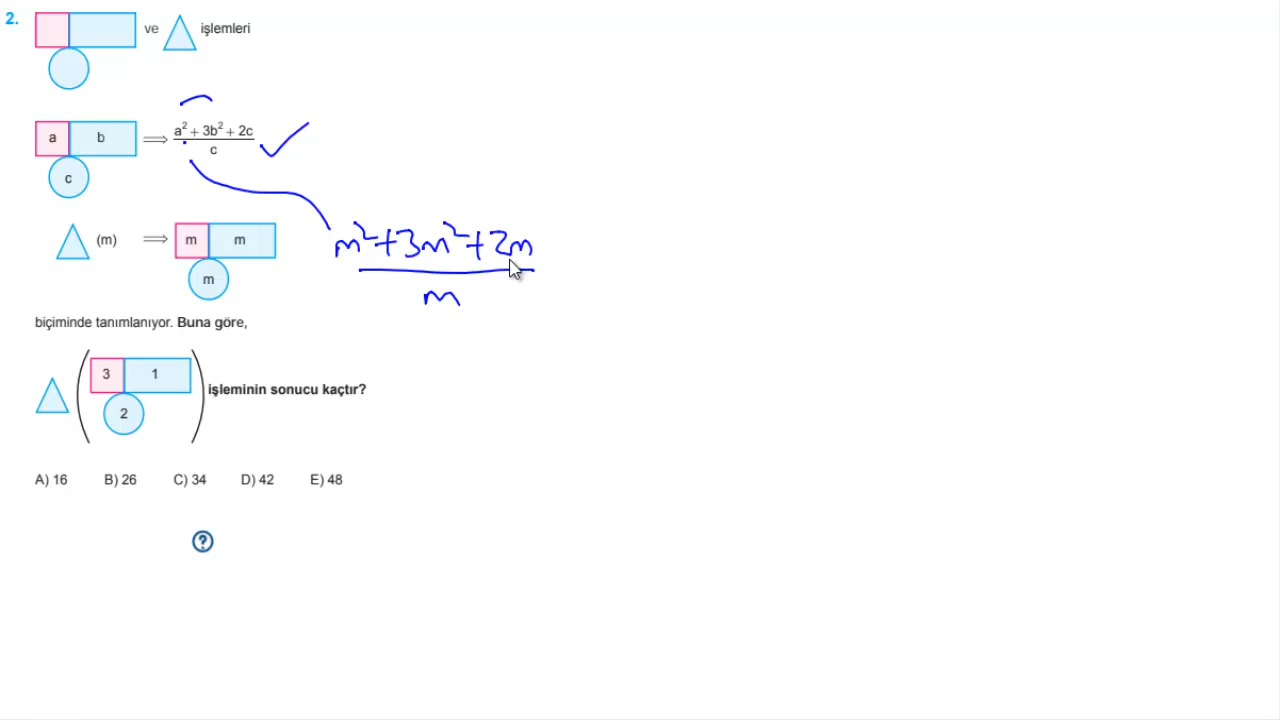 2.
ve işlemleri
a b ⟹ a² + 3b² + 2c
c
c
(m) ⟹ m m m²+3m²+2m
m m
biçiminde tanımlanıyor. Buna göre,
3 1
işleminin sonucu kaçtır?
2
A) 16 B) 26 C) 34 D) 42 E) 48
?